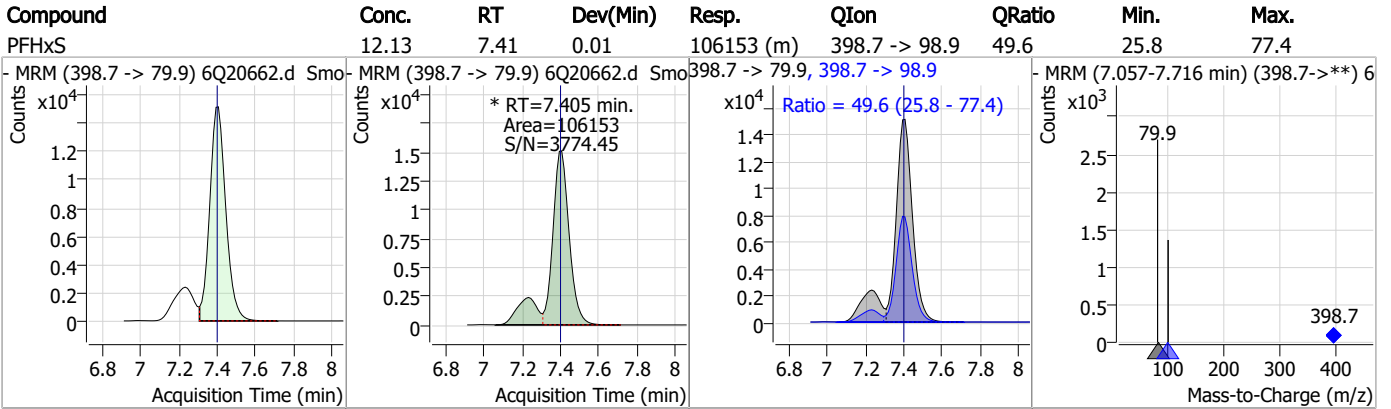 Compound Conc. RT Dev(Min) Resp. QIon QRatio Min. Max.
PFHxS 12.13 7.41 0.01 106153 (m) 398.7 -> 98.9 49.6 25.8 77.4
- MRM (398.7 -> 79.9) 6Q20662.d Smo
Counts
x10⁴
1.2
1
0.8
0.6
0.4
0.2
0
6.8 7 7.2 7.4 7.6 7.8 8
Acquisition Time (min)
- MRM (398.7 -> 79.9) 6Q20662.d Smo
Counts
x10⁴
* RT=7.405 min.
Area=106153
S/N=3774.45
1.5
1.25
1
0.75
0.5
0.25
0
6.8 7 7.2 7.4 7.6 7.8 8
Acquisition Time (min)
398.7 -> 79.9, 398.7 -> 98.9
x10⁴
Ratio = 49.6 (25.8 - 77.4)
1.4
1.2
1
0.8
0.6
0.4
0.2
0
6.8 7 7.2 7.4 7.6 7.8 8
Acquisition Time (min)
- MRM (7.057-7.716 min) (398.7->**) 6
Counts
x10³
79.9
2.5
2
1.5
1
0.5
398.7
0
100 200 300 400
Mass-to-Charge (m/z)